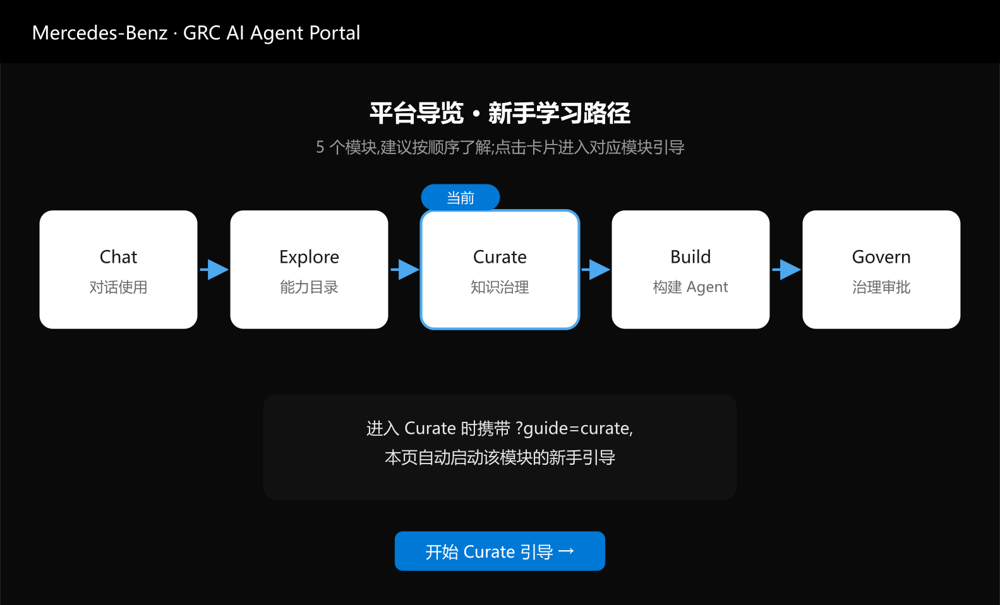 Mercedes-Benz · GRC AI Agent Portal
平台导览 • 新手学习路径
5 个模块,建议按顺序了解;点击卡片进入对应模块引导
当前
Chat
对话使用
Explore
能力目录
Curate
知识治理
Build
构建 Agent
Govern
治理审批
进入 Curate 时携带 ?guide=curate,
本页自动启动该模块的新手引导
开始 Curate 引导 →